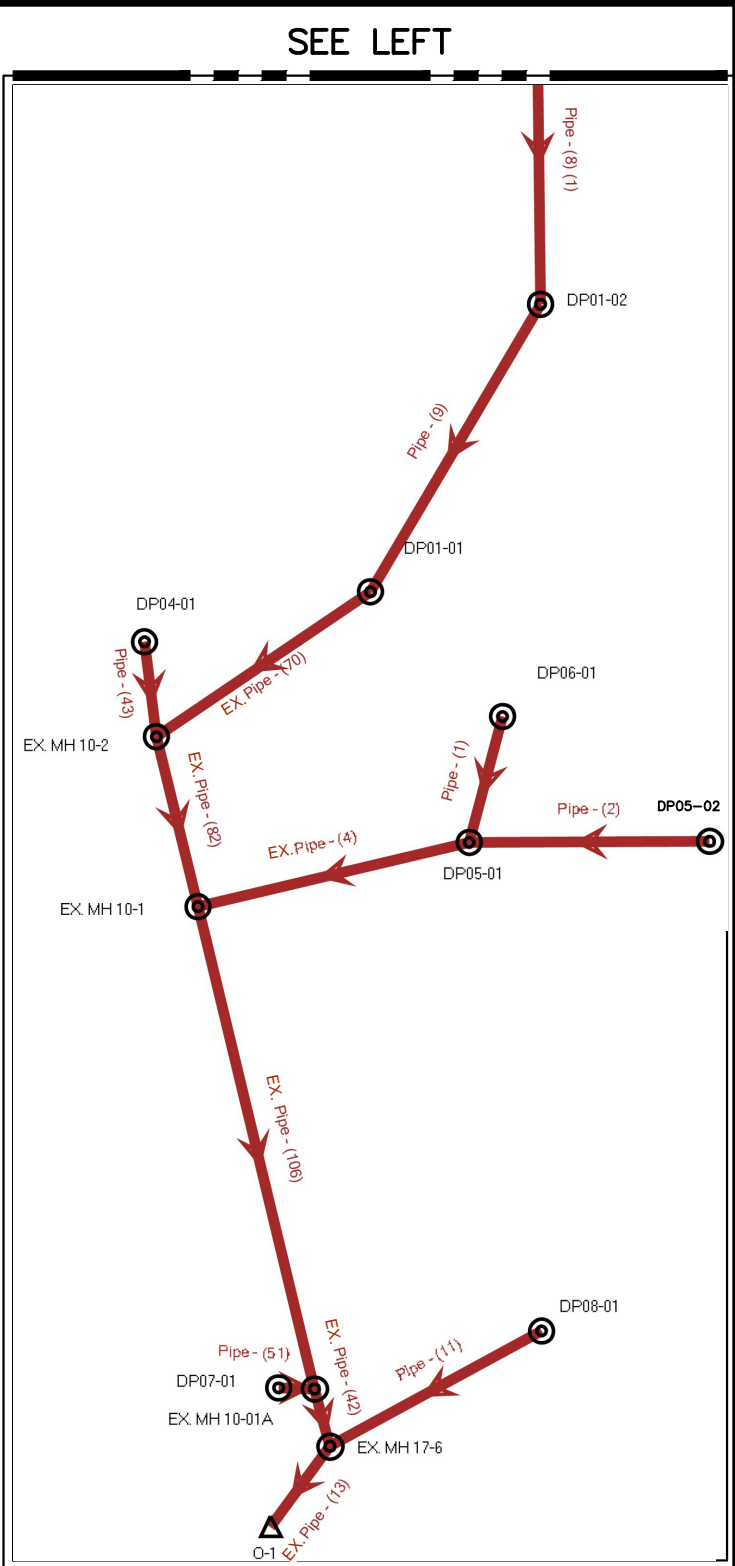 SEE LEFT
Pipe - (8) (1)
DP01-02
Pipe - (9)
DP01-01
DP04-01
Pipe - (43)
EX. Pipe - (70)
DP06-01
EX. MH 10-2
EX. Pipe - (82)
Pipe - (1)
Pipe - (2)
DP05-02
EX. Pipe - (4)
DP05-01
EX. MH 10-1
EX. Pipe - (106)
DP08-01
EX. Pipe - (42)
Pipe - (51)
Pipe - (11)
DP07-01
EX. MH 10-01A
EX. MH 17-6
EX. Pipe - (13)
O-1